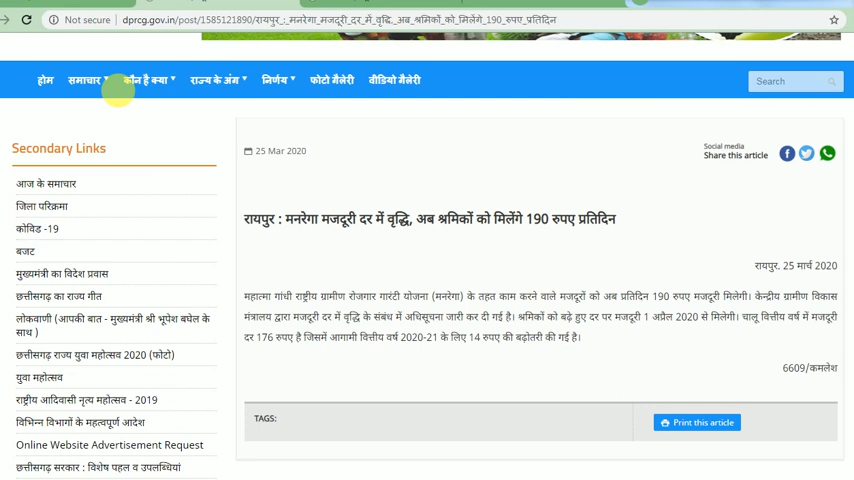 Not secure | dprcg.gov.in/post/1585121890/रायपुर_:_मनरेगा_मजदूरी_दर_में_वृद्धि,_अब_श्रमिकों_को_मिलेंगे_190_रुपए_प्रतिदिन
होम समाचार कौन है क्या राज्य के अंग निर्णय फोटो गैलेरी वीडियो गैलेरी Search
Secondary Links
आज के समाचार
जिला परिक्रमा
कोविड -19
बजट
मुख्यमंत्री का विदेश प्रवास
छत्तीसगढ़ का राज्य गीत
लोकवाणी (आपकी बात - मुख्यमंत्री श्री भूपेश बघेल के
साथ )
छत्तीसगढ़ राज्य युवा महोत्सव 2020 (फोटो)
युवा महोत्सव
राष्ट्रीय आदिवासी नृत्य महोत्सव - 2019
विभिन्न विभागों के महत्वपूर्ण आदेश
Online Website Advertisement Request
छत्तीसगढ़ सरकार : विशेष पहल व उपलब्धियां
25 Mar 2020
Social media
Share this article
रायपुर : मनरेगा मजदूरी दर में वृद्धि, अब श्रमिकों को मिलेंगे 190 रुपए प्रतिदिन
रायपुर. 25 मार्च 2020
महात्मा गांधी राष्ट्रीय ग्रामीण रोजगार गारंटी योजना (मनरेगा) के तहत काम करने वाले मजदूरों को अब प्रतिदिन 190 रुपए मजदूरी मिलेगी। केन्द्रीय ग्रामीण विकास
मंत्रालय द्वारा मजदूरी दर में वृद्धि के संबंध में अधिसूचना जारी कर दी गई है। श्रमिकों को बढ़े हुए दर पर मजदूरी 1 अप्रैल 2020 से मिलेगी। चालू वित्तीय वर्ष में मजदूरी
दर 176 रुपए है जिसमें आगामी वित्तीय वर्ष 2020-21 के लिए 14 रुपए की बढ़ोतरी की गई है।
6609/कमलेश
TAGS:
Print this article